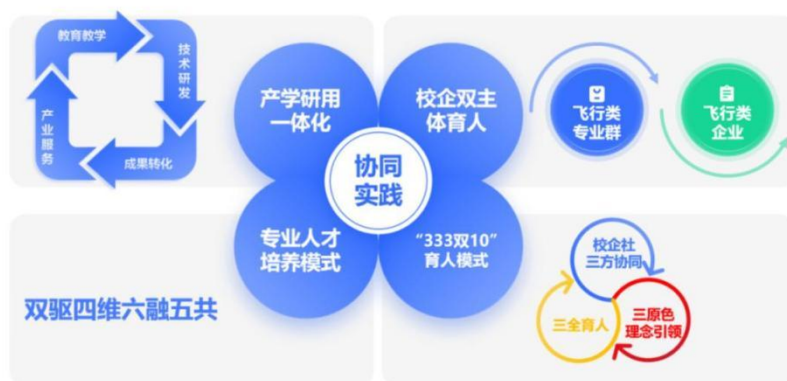 教育教学
技术研发
成果转化
产业服务
产学研用
一体化
校企双主
体育人
飞行类
专业群
飞行类
企业
协同
实践
专业人才
培养模式
“333双10”
育人模式
双驱四维六融五共
校企社
三方协同
三全育人
三原色
理念引领